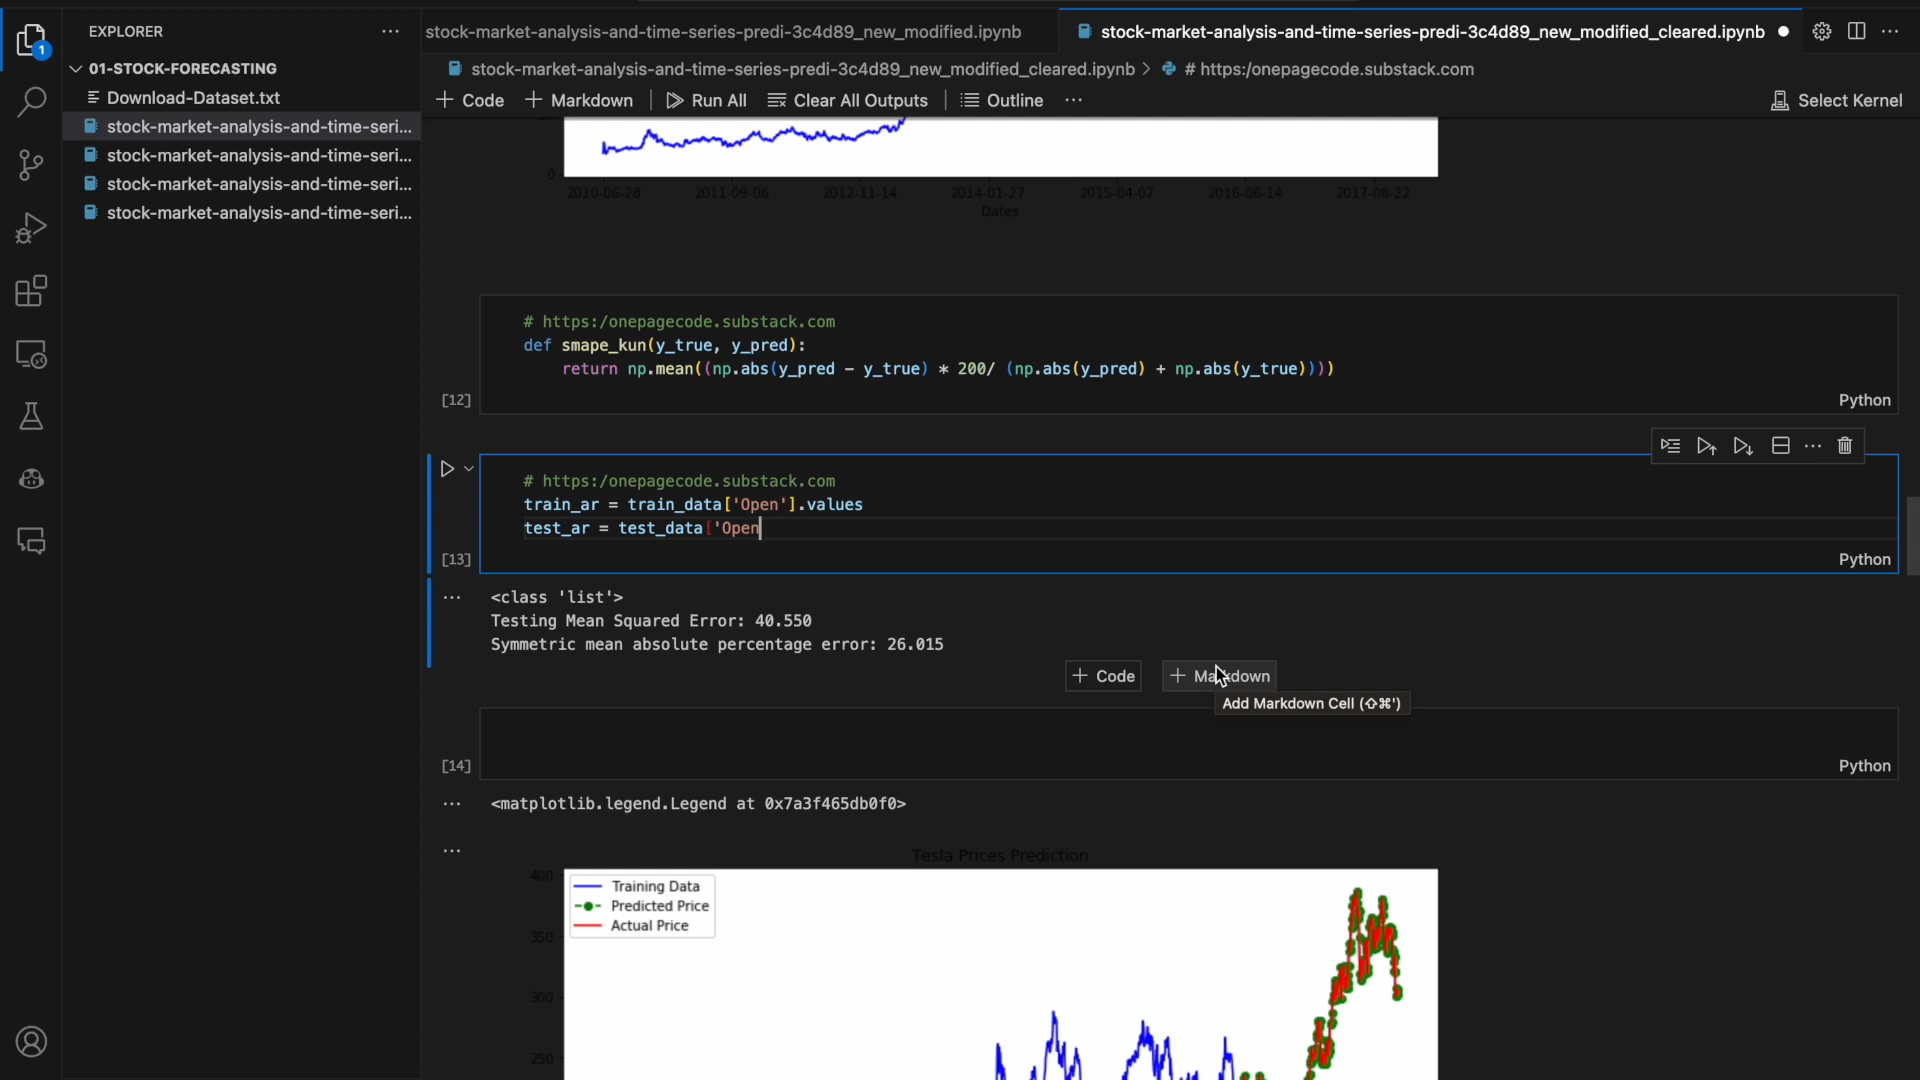 EXPLORER
1
01-STOCK-FORECASTING
Download-Dataset.txt
stock-market-analysis-and-time-seri...
stock-market-analysis-and-time-seri...
stock-market-analysis-and-time-seri...
stock-market-analysis-and-time-seri...
stock-market-analysis-and-time-series-predi-3c4d89_new_modified.ipynb
stock-market-analysis-and-time-series-predi-3c4d89_new_modified_cleared.ipynb
stock-market-analysis-and-time-series-predi-3c4d89_new_modified_cleared.ipynb > # https:/onepagecode.substack.com
+ Code + Markdown Run All Clear All Outputs Outline ... Select Kernel
0
2010-06-28 2011-09-06 2012-11-14 2014-01-27 2015-04-07 2016-06-14 2017-08-22
Dates
# https:/onepagecode.substack.com
def smape_kun(y_true, y_pred):
return np.mean((np.abs(y_pred - y_true) * 200/ (np.abs(y_pred) + np.abs(y_true))))
[12]
Python
# https:/onepagecode.substack.com
train_ar = train_data['Open'].values
test_ar = test_data['Open
[13]
Python
<class 'list'>
Testing Mean Squared Error: 40.550
Symmetric mean absolute percentage error: 26.015
+ Code + Markdown
Add Markdown Cell (⇧⌘')
[14]
Python
<matplotlib.legend.Legend at 0x7a3f465db0f0>
Tesla Prices Prediction
400
Training Data
Predicted Price
Actual Price
350
300
250